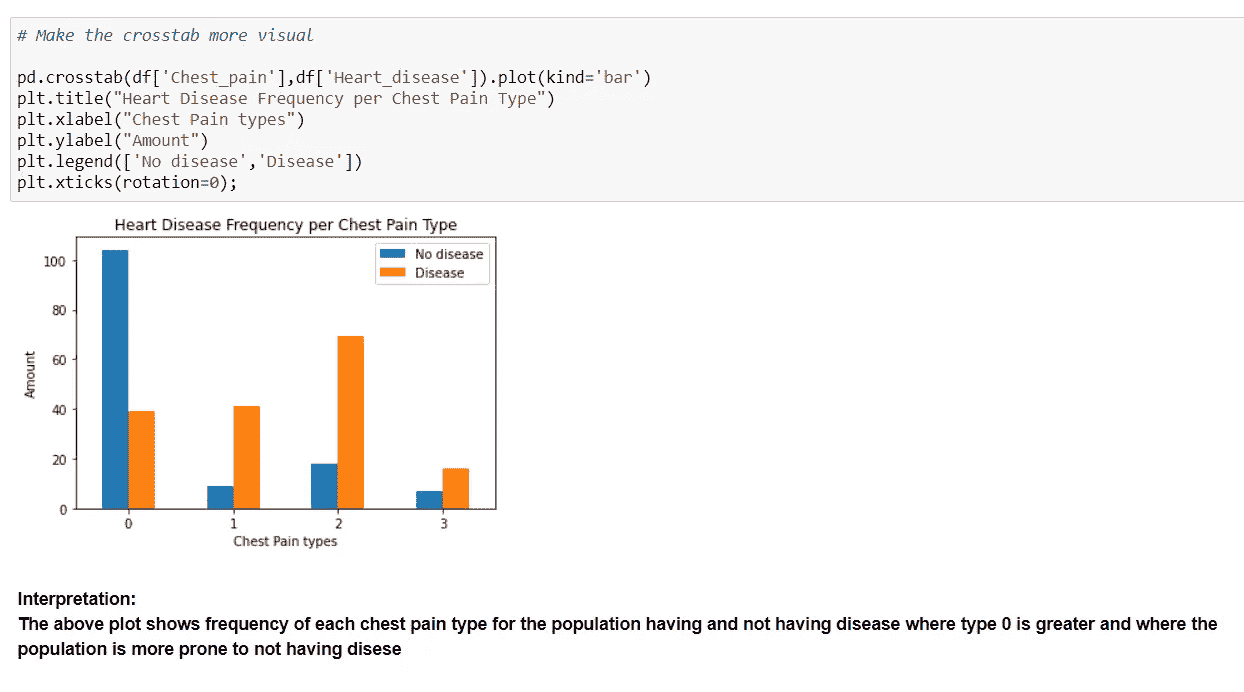 # Make the crosstab more visual
pd.crosstab(df['Chest_pain'],df['Heart_disease']).plot(kind='bar')
plt.title("Heart Disease Frequency per Chest Pain Type")
plt.xlabel("Chest Pain types")
plt.ylabel("Amount")
plt.legend(['No disease','Disease'])
plt.xticks(rotation=0);
Heart Disease Frequency per Chest Pain Type
No disease
Disease
100
80
60
40
20
0
Amount
0 1 2 3
Chest Pain types
Interpretation:
The above plot shows frequency of each chest pain type for the population having and not having disease where type 0 is greater and where the
population is more prone to not having disese